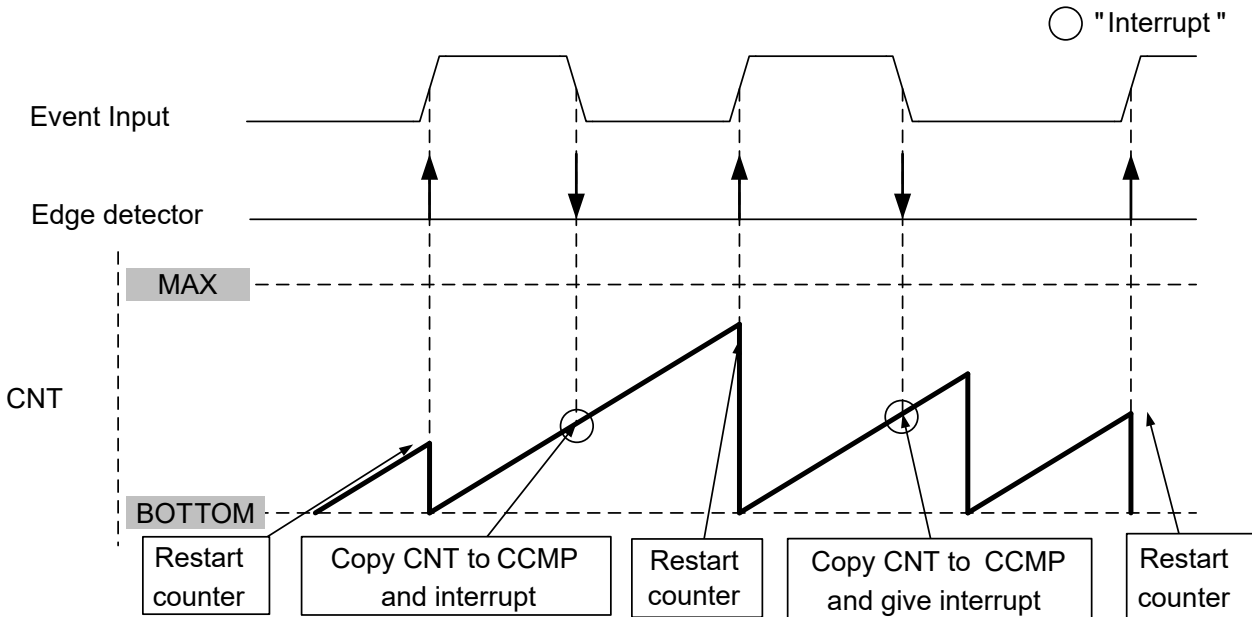 "Interrupt"
Event Input
Edge detector
MAX
CNT
BOTTOM
Restart
counter
Copy CNT to CCMP
and interrupt
Restart
counter
Copy CNT to CCMP
and give interrupt
Restart
counter